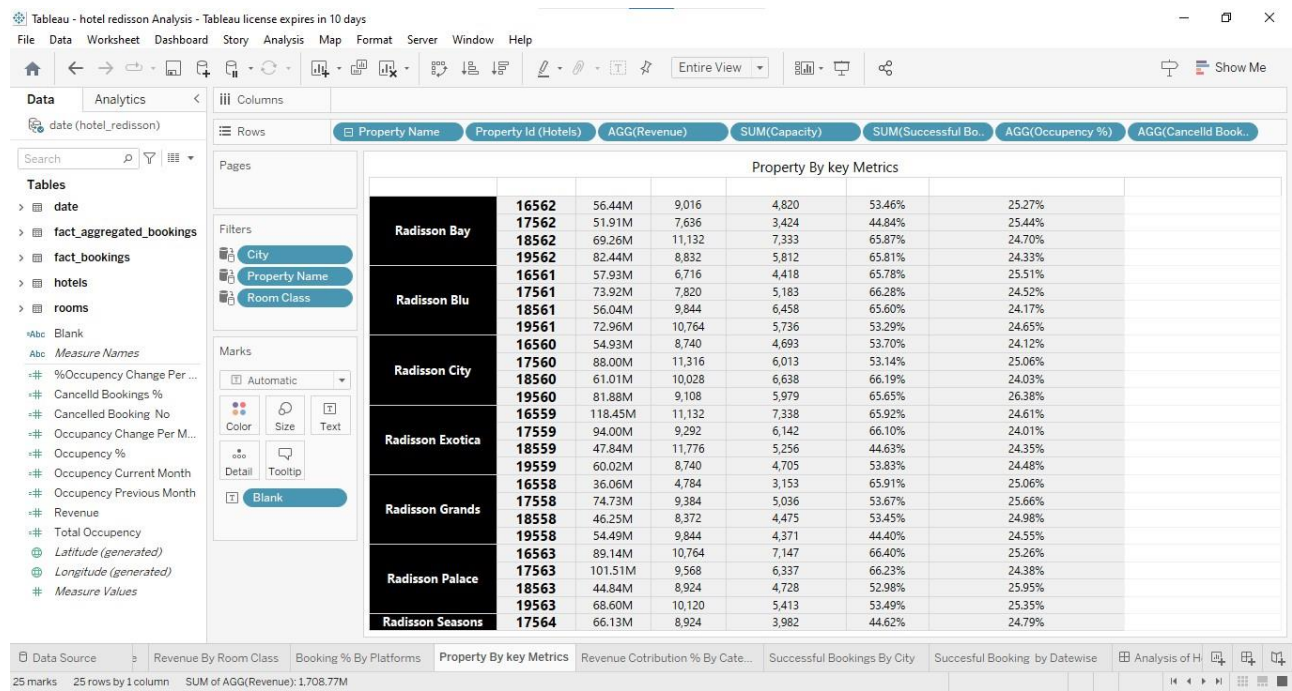 Tableau - hotel redisson Analysis - Tableau license expires in 10 days
File Data Worksheet Dashboard Story Analysis Map Format Server Window Help
Entire View
Show Me
Data Analytics
date (hotel_redisson)
Search
Tables
date
fact_aggregated_bookings
fact_bookings
hotels
rooms
Abc Blank
Abc Measure Names
%Occupency Change Per ...
Cancelld Bookings %
Cancelled Booking No
Occupancy Change Per M...
Occupency %
Occupency Current Month
Occupency Previous Month
Revenue
Total Occupency
Latitude (generated)
Longitude (generated)
Measure Values
Columns
Rows Property Name Property Id (Hotels) AGG(Revenue) SUM(Capacity) SUM(Successful Bo.. AGG(Occupency %) AGG(Cancelld Book..
Pages
Filters
City
Property Name
Room Class
Marks
Automatic
Color Size Text
Detail Tooltip
Blank
Property By key Metrics
Radisson Bay
16562 56.44M 9,016 4,820 53.46% 25.27%
17562 51.91M 7,636 3,424 44.84% 25.44%
18562 69.26M 11,132 7,333 65.87% 24.70%
19562 82.44M 8,832 5,812 65.81% 24.33%
Radisson Blu
16561 57.93M 6,716 4,418 65.78% 25.51%
17561 73.92M 7,820 5,183 66.28% 24.52%
18561 56.04M 9,844 6,458 65.60% 24.17%
19561 72.96M 10,764 5,736 53.29% 24.65%
Radisson City
16560 54.93M 8,740 4,693 53.70% 24.12%
17560 88.00M 11,316 6,013 53.14% 25.06%
18560 61.01M 10,028 6,638 66.19% 24.03%
19560 81.88M 9,108 5,979 65.65% 26.38%
Radisson Exotica
16559 118.45M 11,132 7,338 65.92% 24.61%
17559 94.00M 9,292 6,142 66.10% 24.01%
18559 47.84M 11,776 5,256 44.63% 24.35%
19559 60.02M 8,740 4,705 53.83% 24.48%
Radisson Grands
16558 36.06M 4,784 3,153 65.91% 25.06%
17558 74.73M 9,384 5,036 53.67% 25.66%
18558 46.25M 8,372 4,475 53.45% 24.98%
19558 54.49M 9,844 4,371 44.40% 24.55%
Radisson Palace
16563 89.14M 10,764 7,147 66.40% 25.26%
17563 101.51M 9,568 6,337 66.23% 24.38%
18563 44.84M 8,924 4,728 52.98% 25.95%
19563 68.60M 10,120 5,413 53.49% 25.35%
Radisson Seasons 17564 66.13M 8,924 3,982 44.62% 24.79%
Data Source Revenue By Room Class Booking % By Platforms Property By key Metrics Revenue Cotribution % By Cate... Successful Bookings By City Succesful Booking by Datewise Analysis of H
25 marks 25 rows by 1 column SUM of AGG(Revenue): 1,708.77M